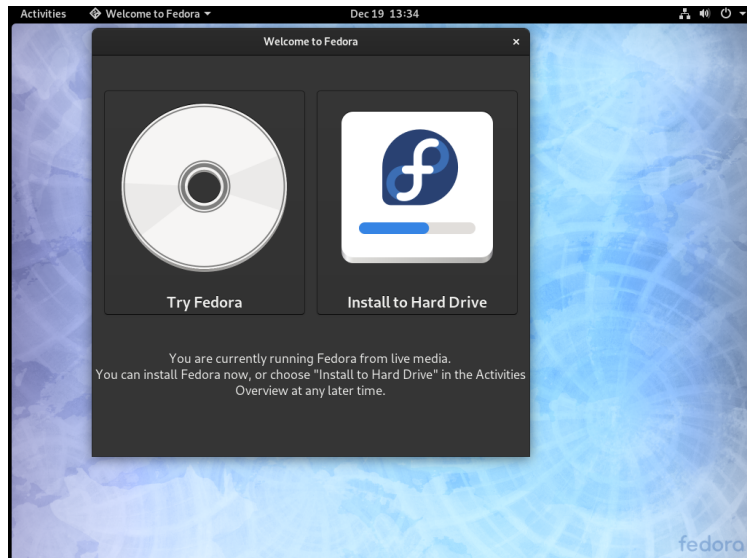 Activities Welcome to Fedora Dec 19 13:34
Welcome to Fedora
Try Fedora Install to Hard Drive
You are currently running Fedora from live media.
You can install Fedora now, or choose "Install to Hard Drive" in the Activities
Overview at any later time.
fedora